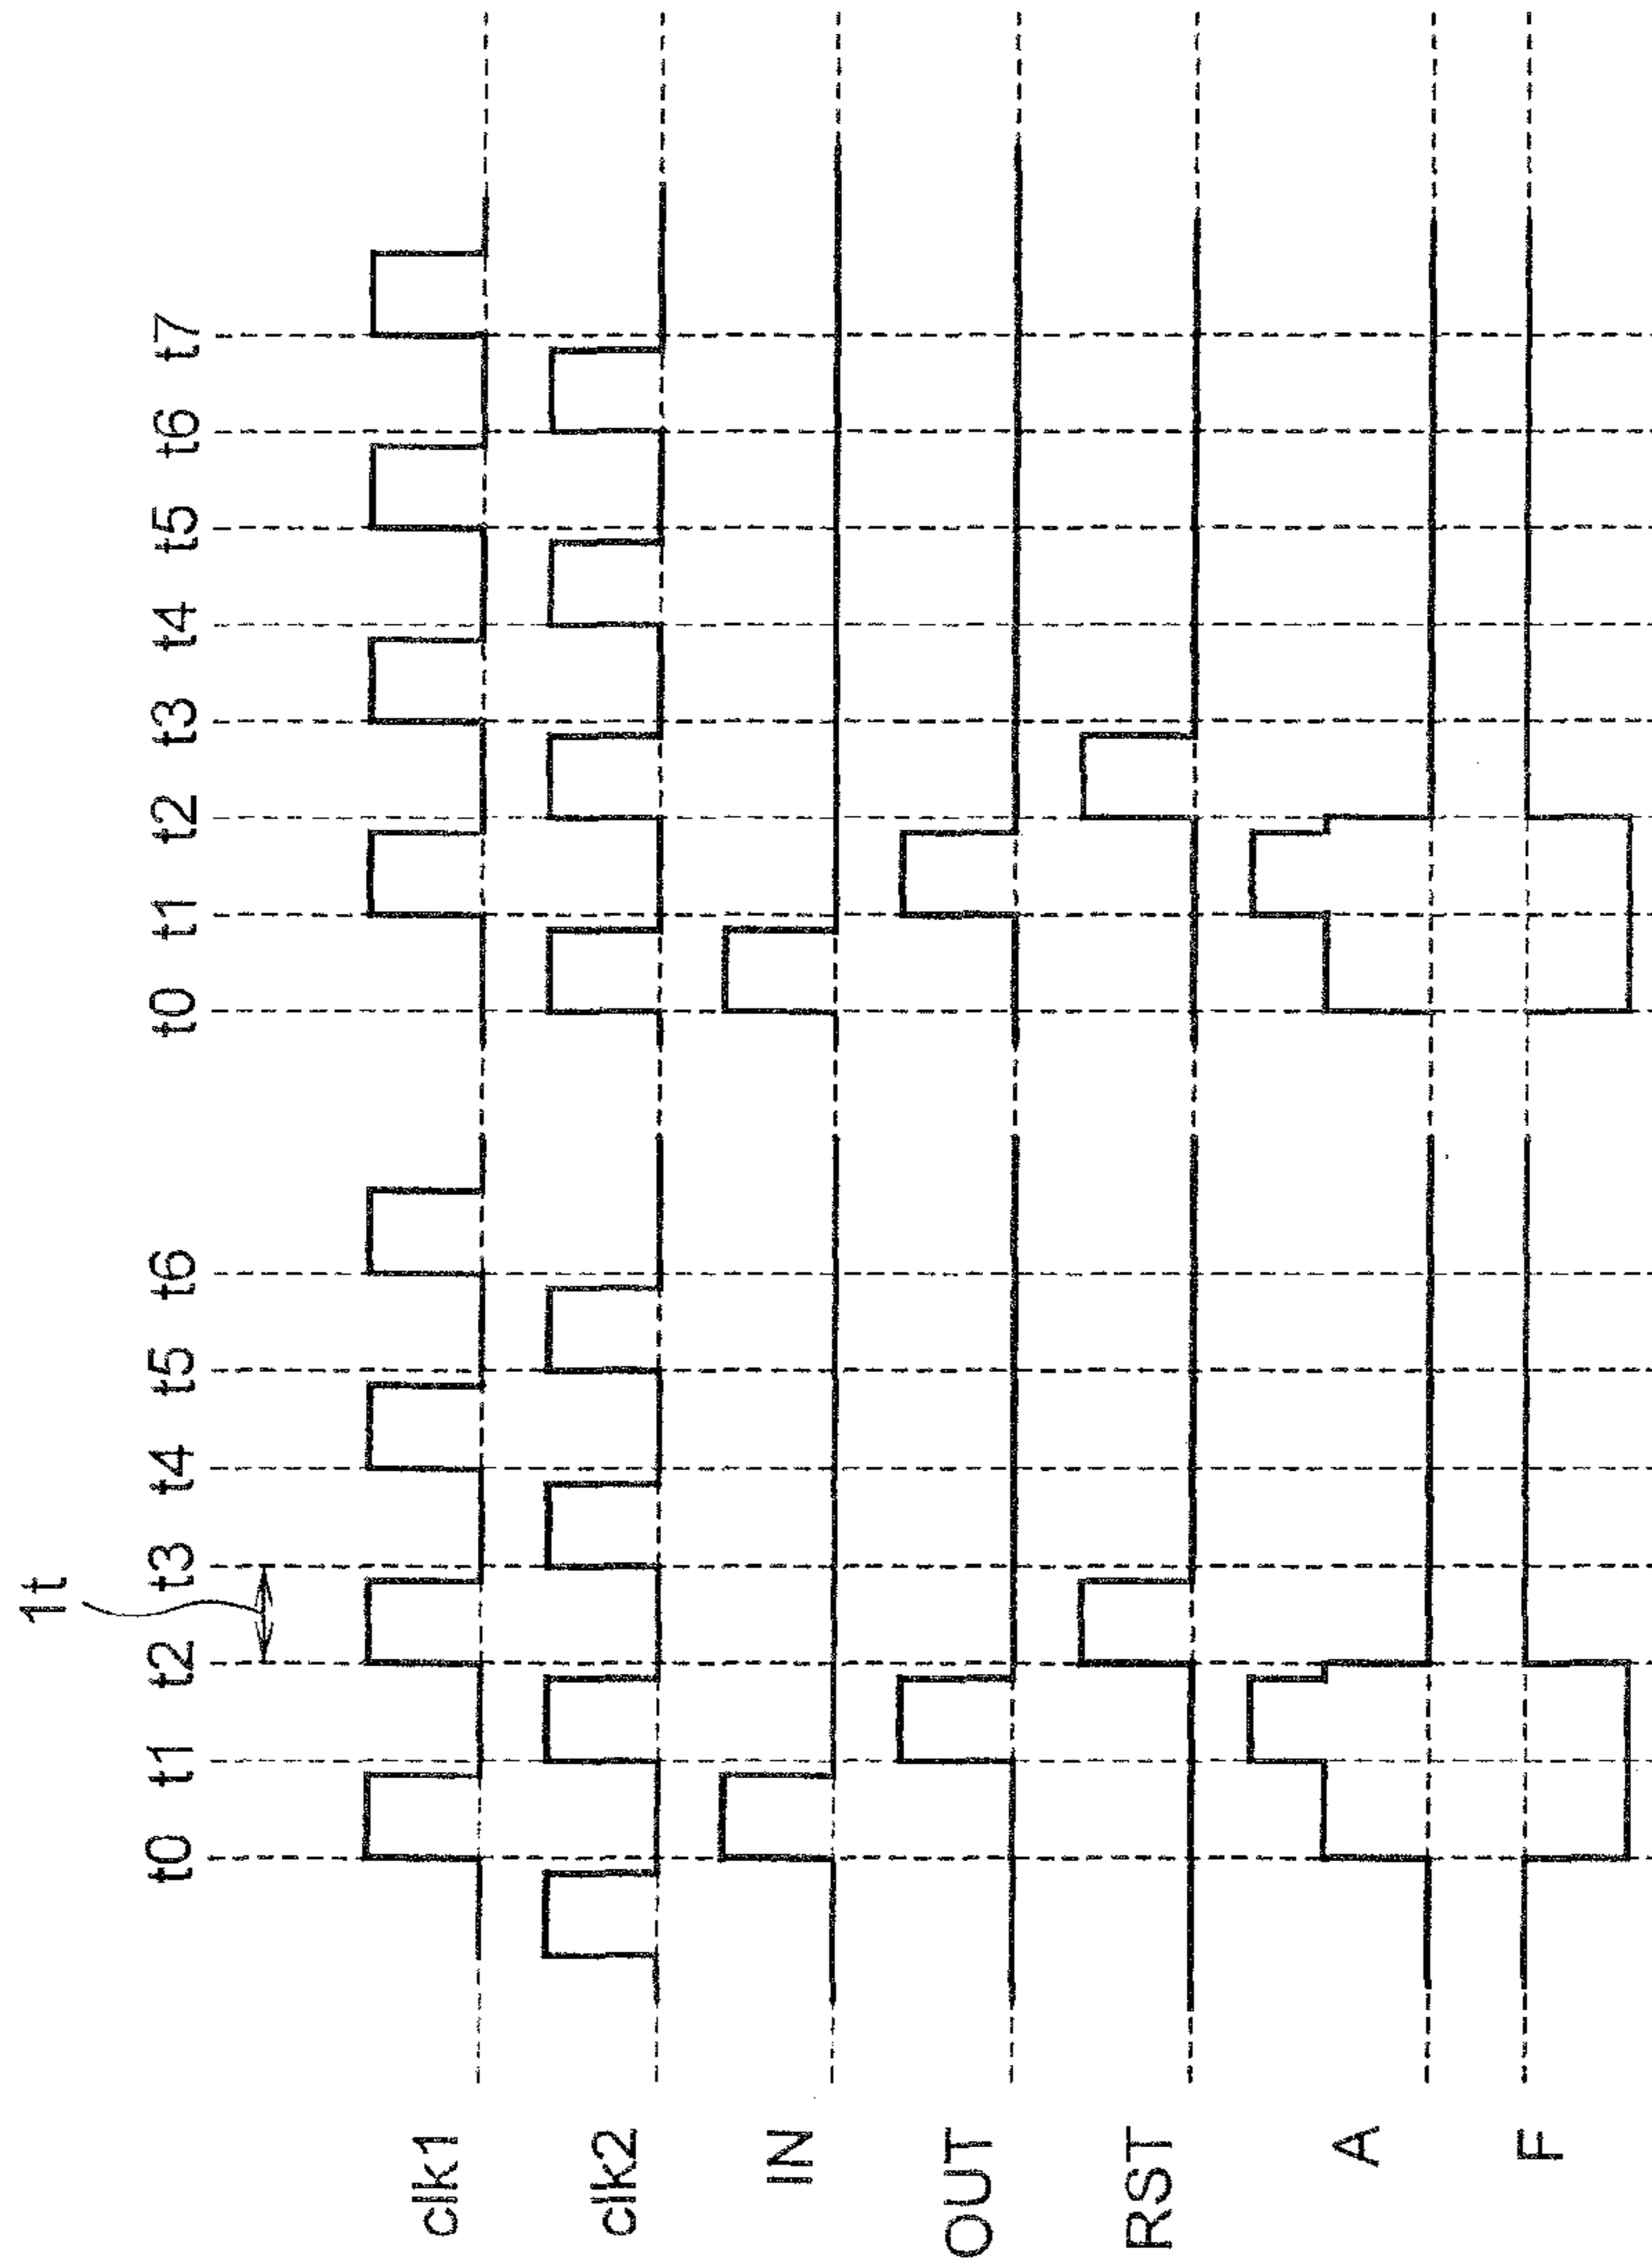 1t
t0 t1 t2 t3 t4 t5 t6 t0 t1 t2 t3 t4 t5 t6 t7
clk1
clk2
IN
OUT
RST
A
F